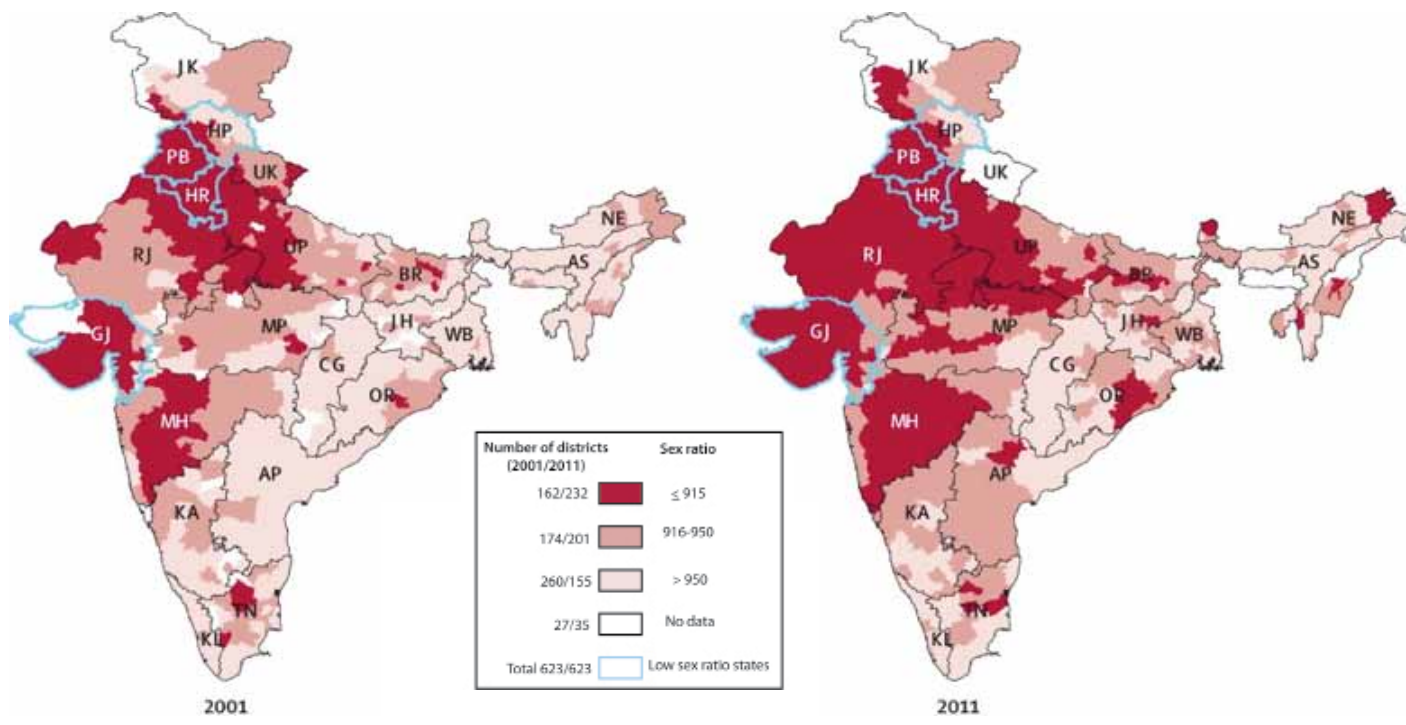 JK
HP
PB
UK
HR
NE
RJ
UP
AS
BR
GJ
MP
JH
WB
CG
OR
MH
AP
KA
TN
KL
2001
Number of districts
(2001/2011)
Sex ratio
162/232
≤ 915
174/201
916-950
260/155
> 950
27/35
No data
Total 623/623
Low sex ratio states
JK
HP
PB
UK
HR
NE
RJ
UP
AS
BR
GJ
MP
JH
WB
CG
OR
MH
AP
KA
TN
KL
2011